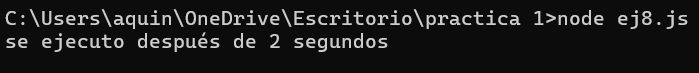 C:\Users\aquin\OneDrive\Escritorio\practica 1>node ej8.js
se ejecuto después de 2 segundos